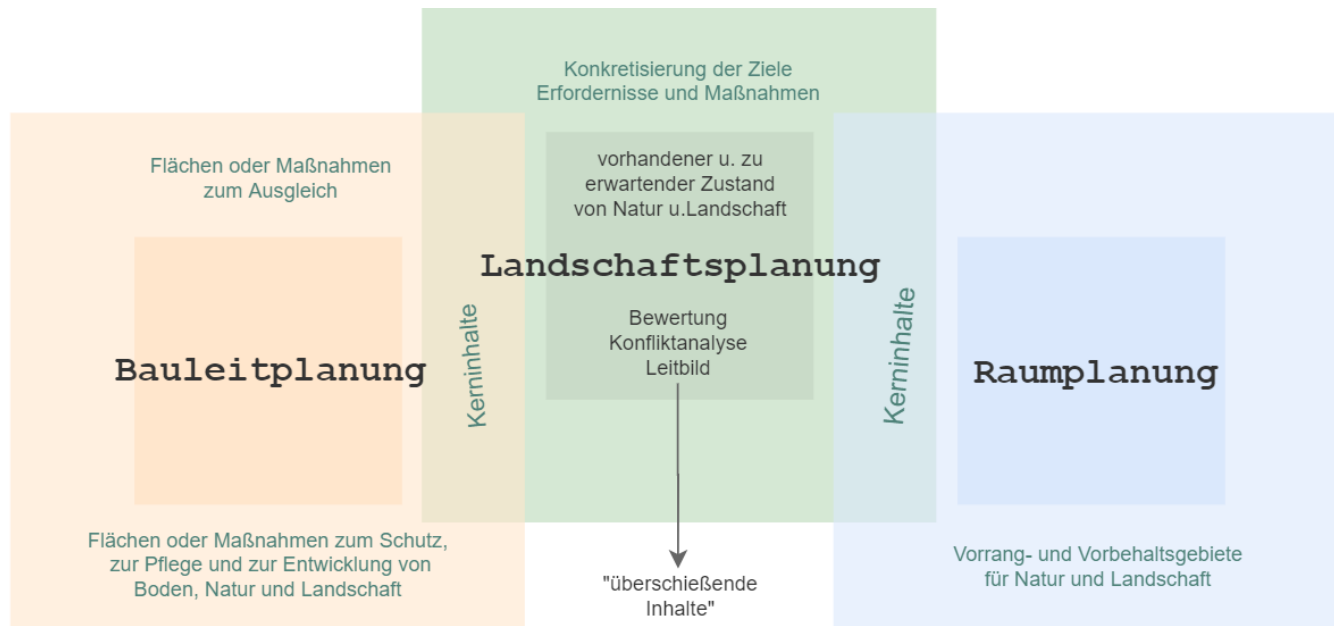 Konkretisierung der Ziele
Erfordernisse und Maßnahmen
Flächen oder Maßnahmen
zum Ausgleich
vorhandener u. zu
erwartender Zustand
von Natur u.Landschaft
Landschaftsplanung
Bewertung
Konfliktanalyse
Leitbild
Kerninhalte
Kerninhalte
Bauleitplanung
Raumplanung
Flächen oder Maßnahmen zum Schutz,
zur Pflege und zur Entwicklung von
Boden, Natur und Landschaft
"überschießende
Inhalte"
Vorrang- und Vorbehaltsgebiete
für Natur und Landschaft